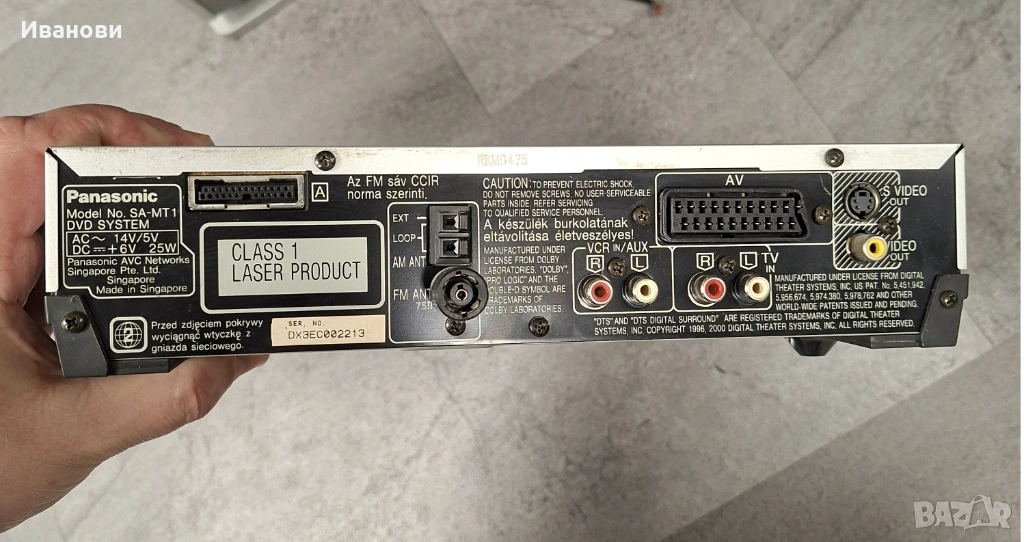 Иванови
RKM0475
Panasonic
Model No. SA-MT1
DVD SYSTEM
AC 14V/5V
DC +6V 25W
Panasonic AVC Networks
Singapore Pte. Ltd.
Singapore
Made in Singapore
2
Przed zdjęciem pokrywy
wyciągnąć wtyczkę z
gniazda sieciowego.
A
Az FM sáv CCIR
norma szerinti.
CLASS 1
LASER PRODUCT
SER. NO.
DX3EC002213
EXT
LOOP
AM ANT
FM ANT
75Ω
CAUTION: TO PREVENT ELECTRIC SHOCK
DO NOT REMOVE SCREWS. NO USER-SERVICEABLE
PARTS INSIDE. REFER SERVICING
TO QUALIFIED SERVICE PERSONNEL.
A készülék burkolatának
eltávolitása életveszélyes!
MANUFACTURED UNDER
LICENSE FROM DOLBY
LABORATORIES. "DOLBY",
"PRO LOGIC" AND THE
DOUBLE-D SYMBOL ARE
TRADEMARKS OF
DOLBY LABORATORIES.
AV
VCR IN/AUX
R L
R L TV
IN
S VIDEO
OUT
VIDEO
OUT
MANUFACTURED UNDER LICENSE FROM DIGITAL
THEATER SYSTEMS, INC. US PAT. No. 5,451,942,
5,956,674, 5,974,380, 5,978,762 AND OTHER
WORLD-WIDE PATENTS ISSUED AND PENDING.
"DTS" AND "DTS DIGITAL SURROUND" ARE REGISTERED TRADEMARKS OF DIGITAL THEATER
SYSTEMS, INC COPYRIGHT 1996, 2000 DIGITAL THEATER SYSTEMS, INC. ALL RIGHTS RESERVED.
BAZAR